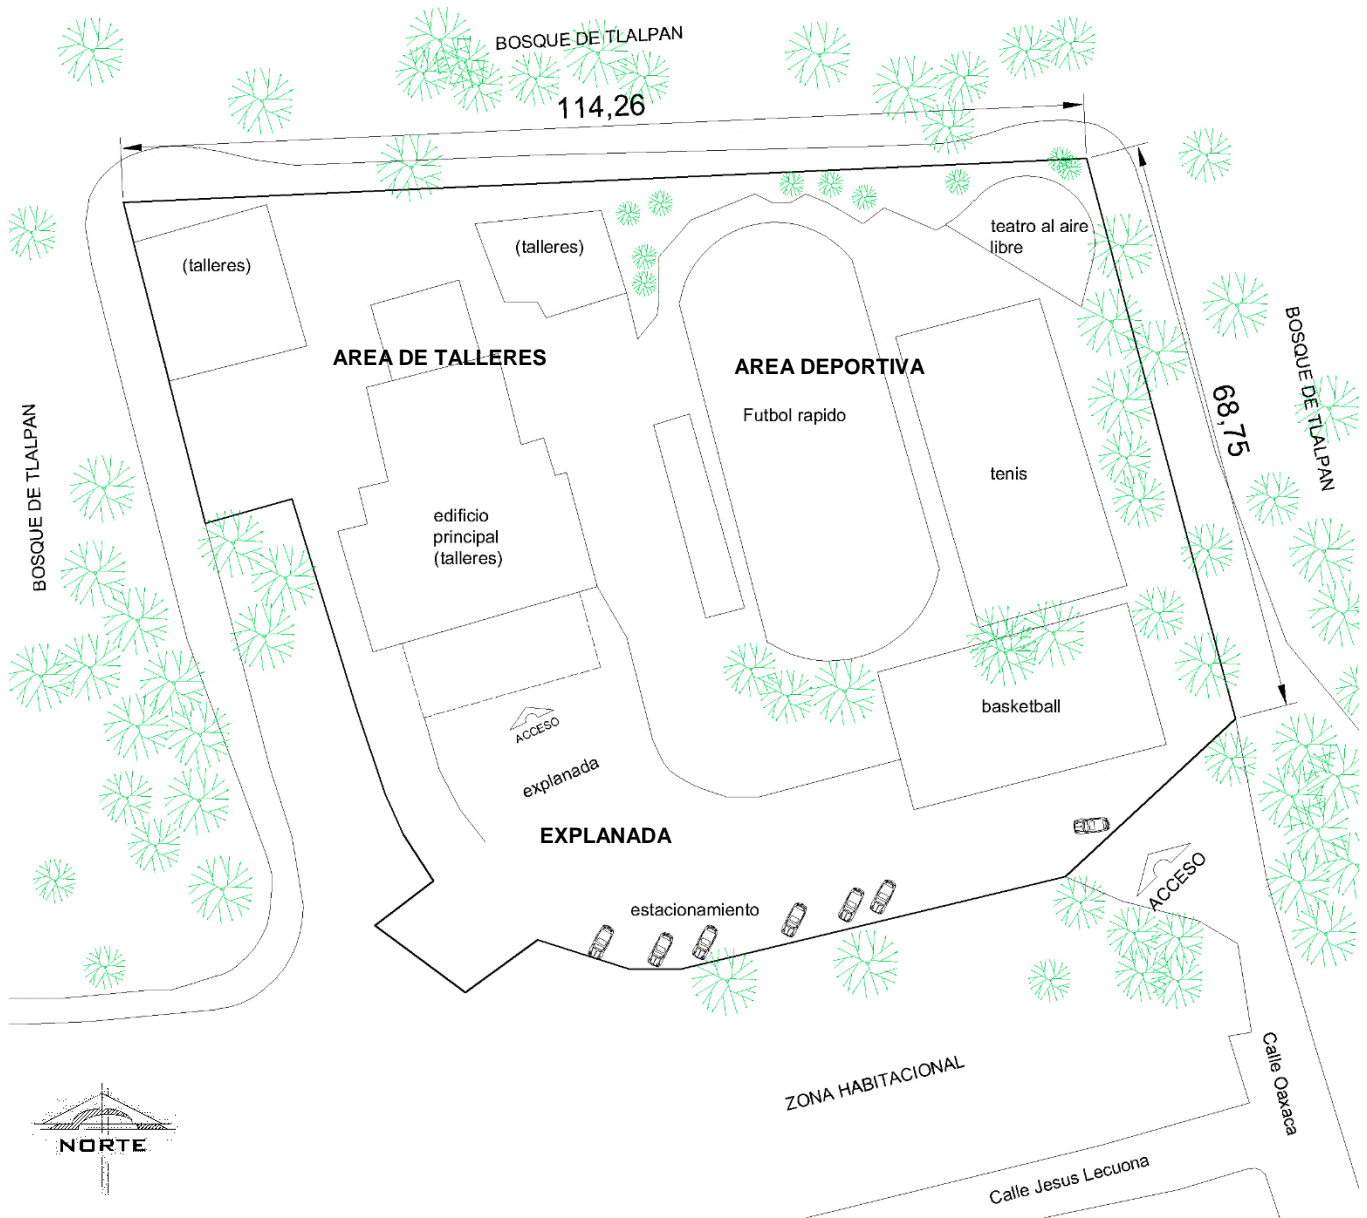 BOSQUE DE TLALPAN
114,26
(talleres)
(talleres)
teatro al aire
libre
AREA DE TALLERES
AREA DEPORTIVA
Futbol rapido
68,75
BOSQUE DE TLALPAN
BOSQUE DE TLALPAN
tenis
edificio
principal
(talleres)
basketball
ACCESO
explanada
EXPLANADA
ACCESO
estacionamiento
ZONA HABITACIONAL
Calle Oaxaca
NORTE
Calle Jesus Lecuona